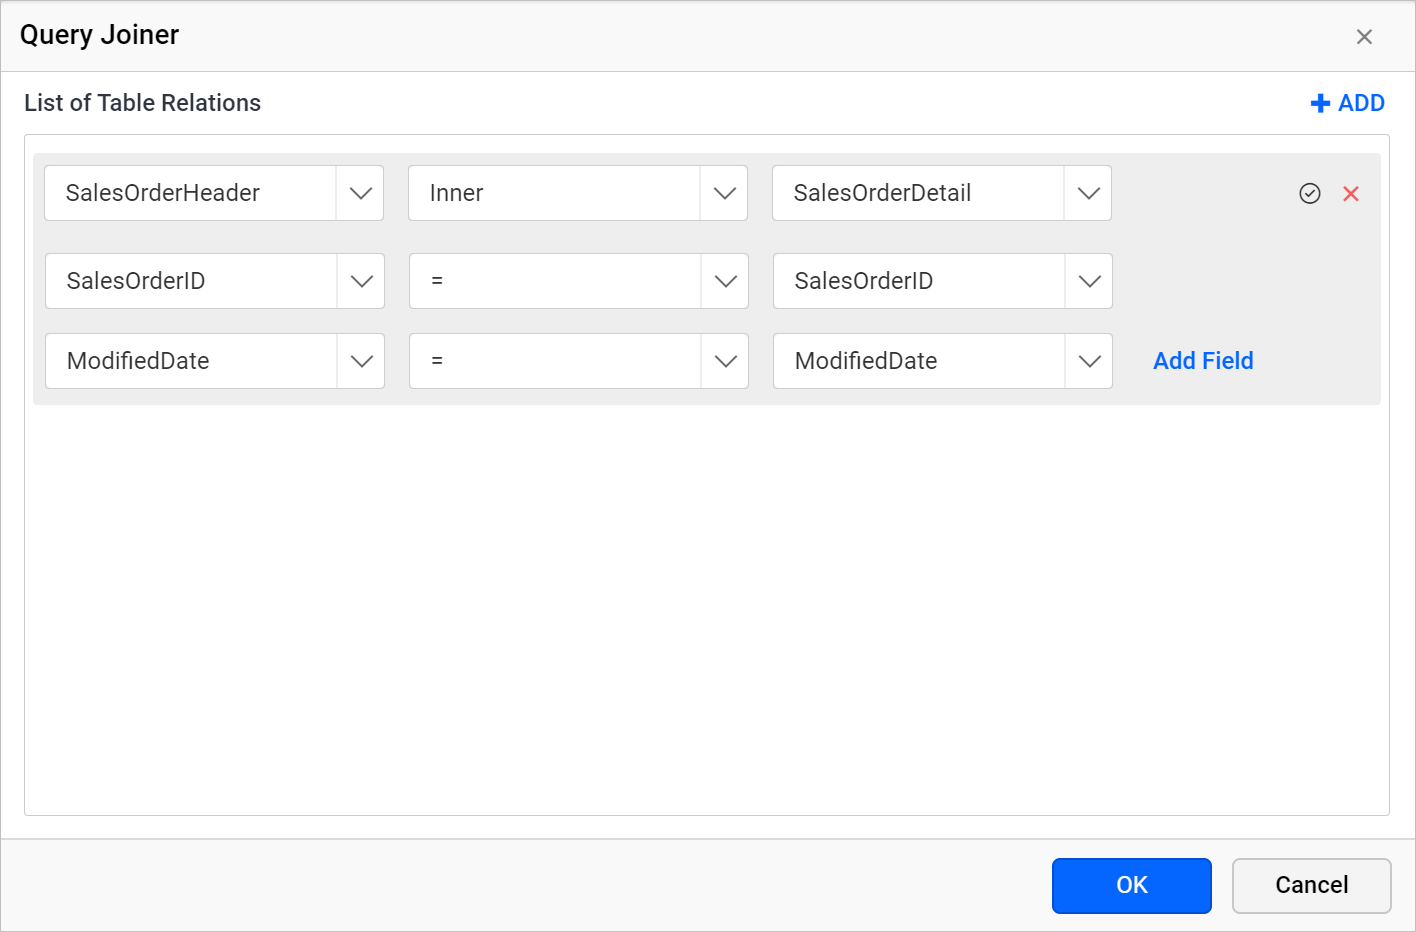 Query Joiner
List of Table Relations
ADD
SalesOrderHeader Inner SalesOrderDetail
SalesOrderID = SalesOrderID
ModifiedDate = ModifiedDate Add Field
OK Cancel